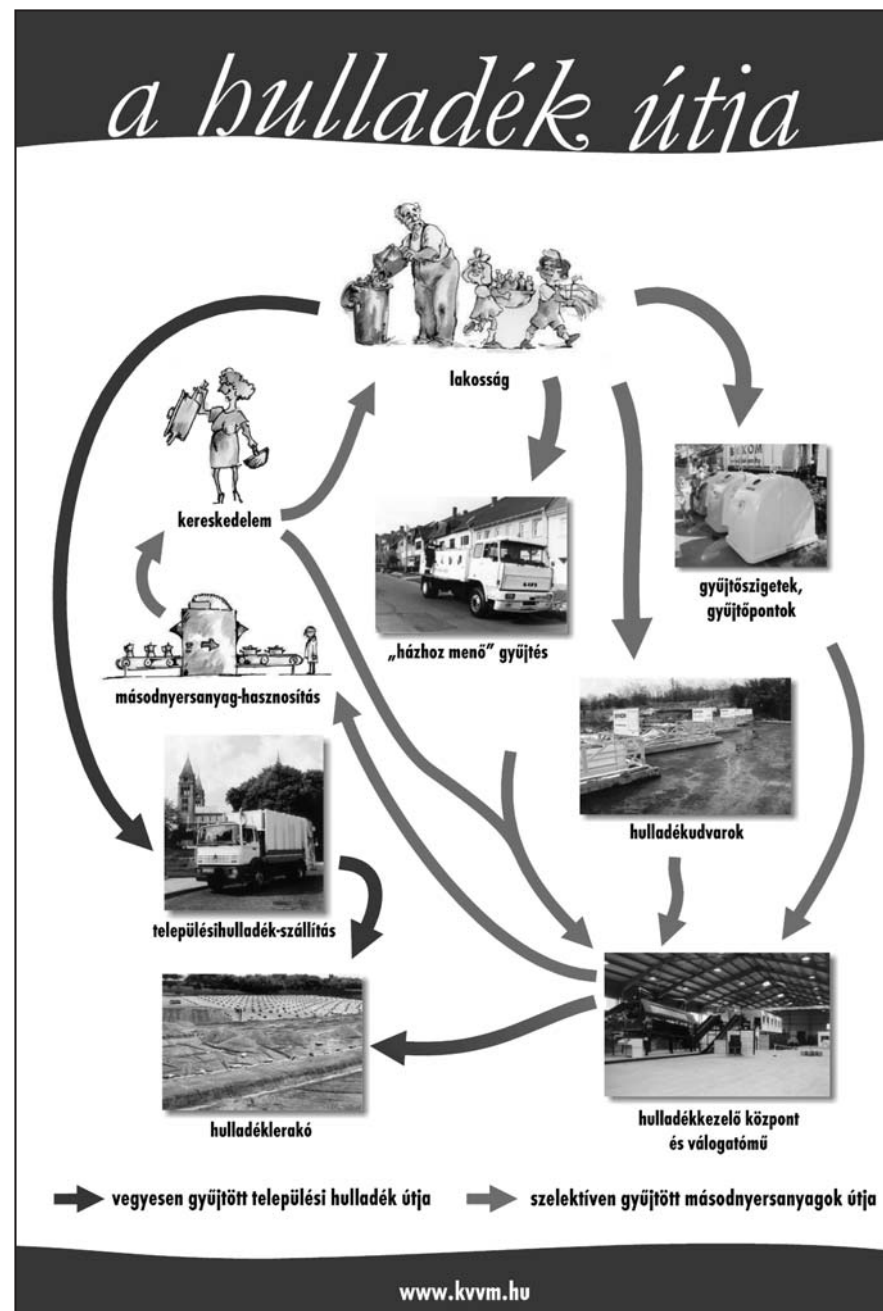 a hulladék útja
lakosság
kereskedelem
gyűjtőszigetek,
gyűjtőpontok
„házhoz menő” gyűjtés
másodnyersanyag-hasznosítás
hulladékudvarok
településihulladék-szállítás
hulladéklerakó
hulladékkezelő központ
és válogatómű
vegyesen gyűjtött települési hulladék útja
szelektíven gyűjtött másodnyersanyagok útja
www.kvvm.hu